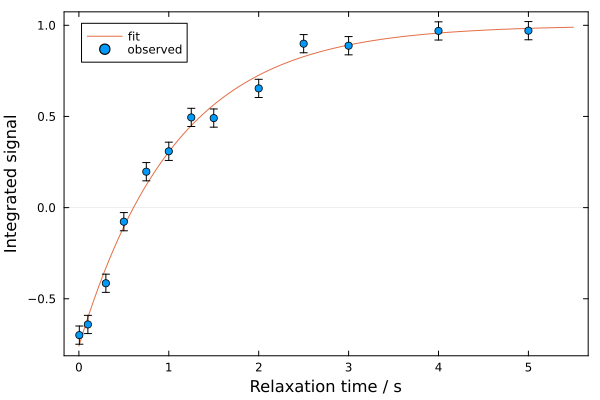 fit
observed
1.0
0.5
0.0
−0.5
Integrated signal
0 1 2 3 4 5
Relaxation time / s